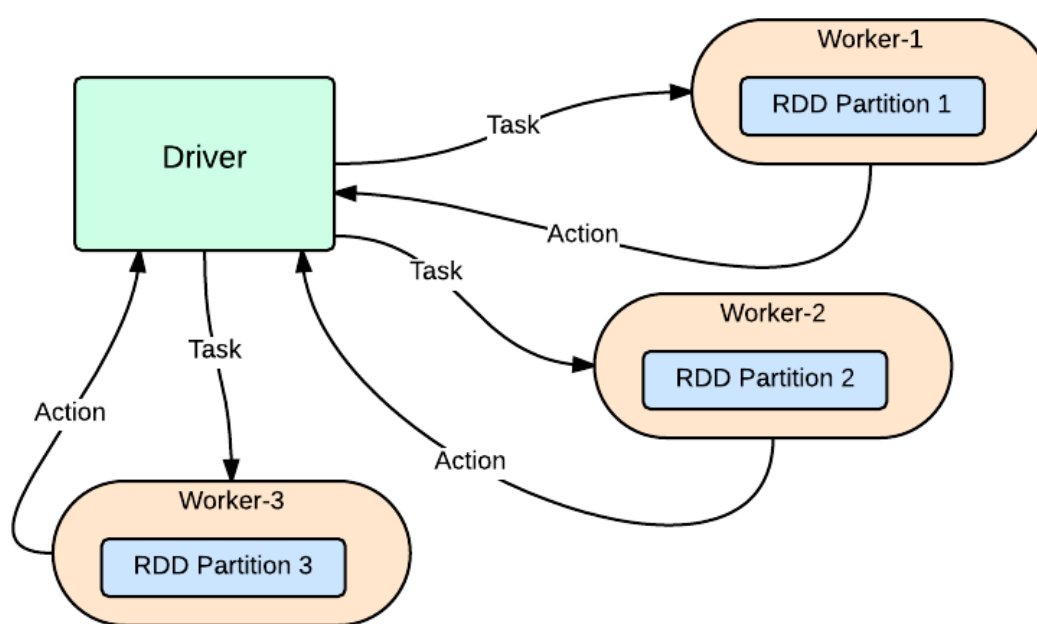 Worker-1
RDD Partition 1
Driver
Task
Action
Task
Worker-2
RDD Partition 2
Task
Action
Action
Worker-3
RDD Partition 3